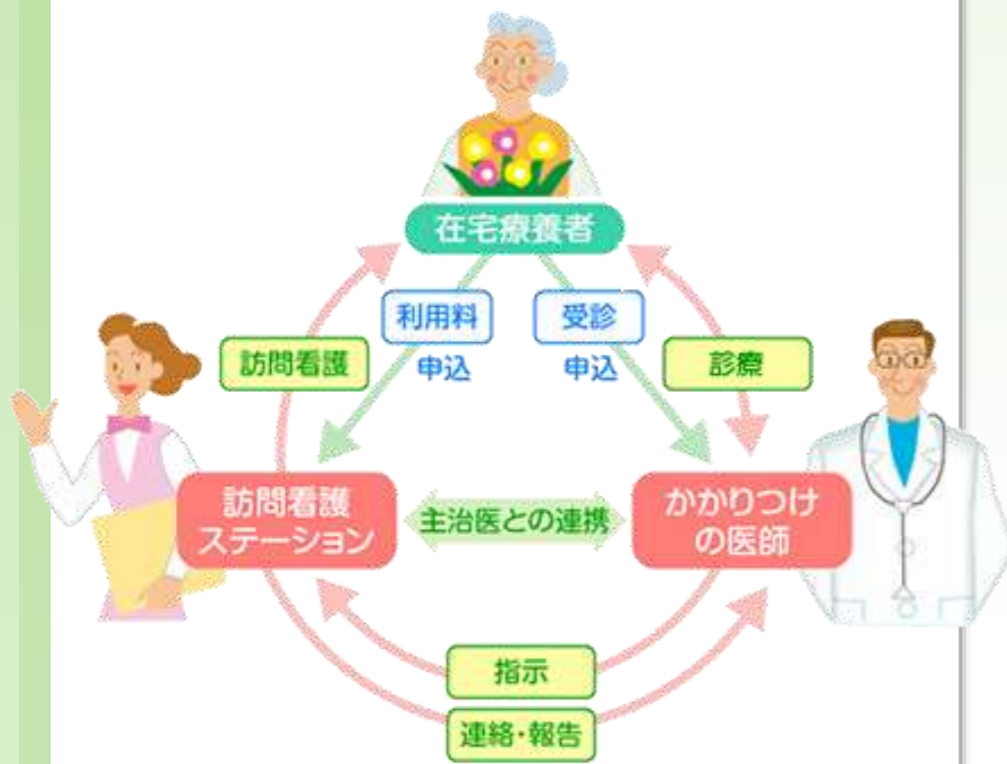 在宅療養者
利用料
受診
訪問看護
申込
申込
診療
訪問看護
ステーション
主治医との連携
かかりつけ
の医師
指示
連絡・報告